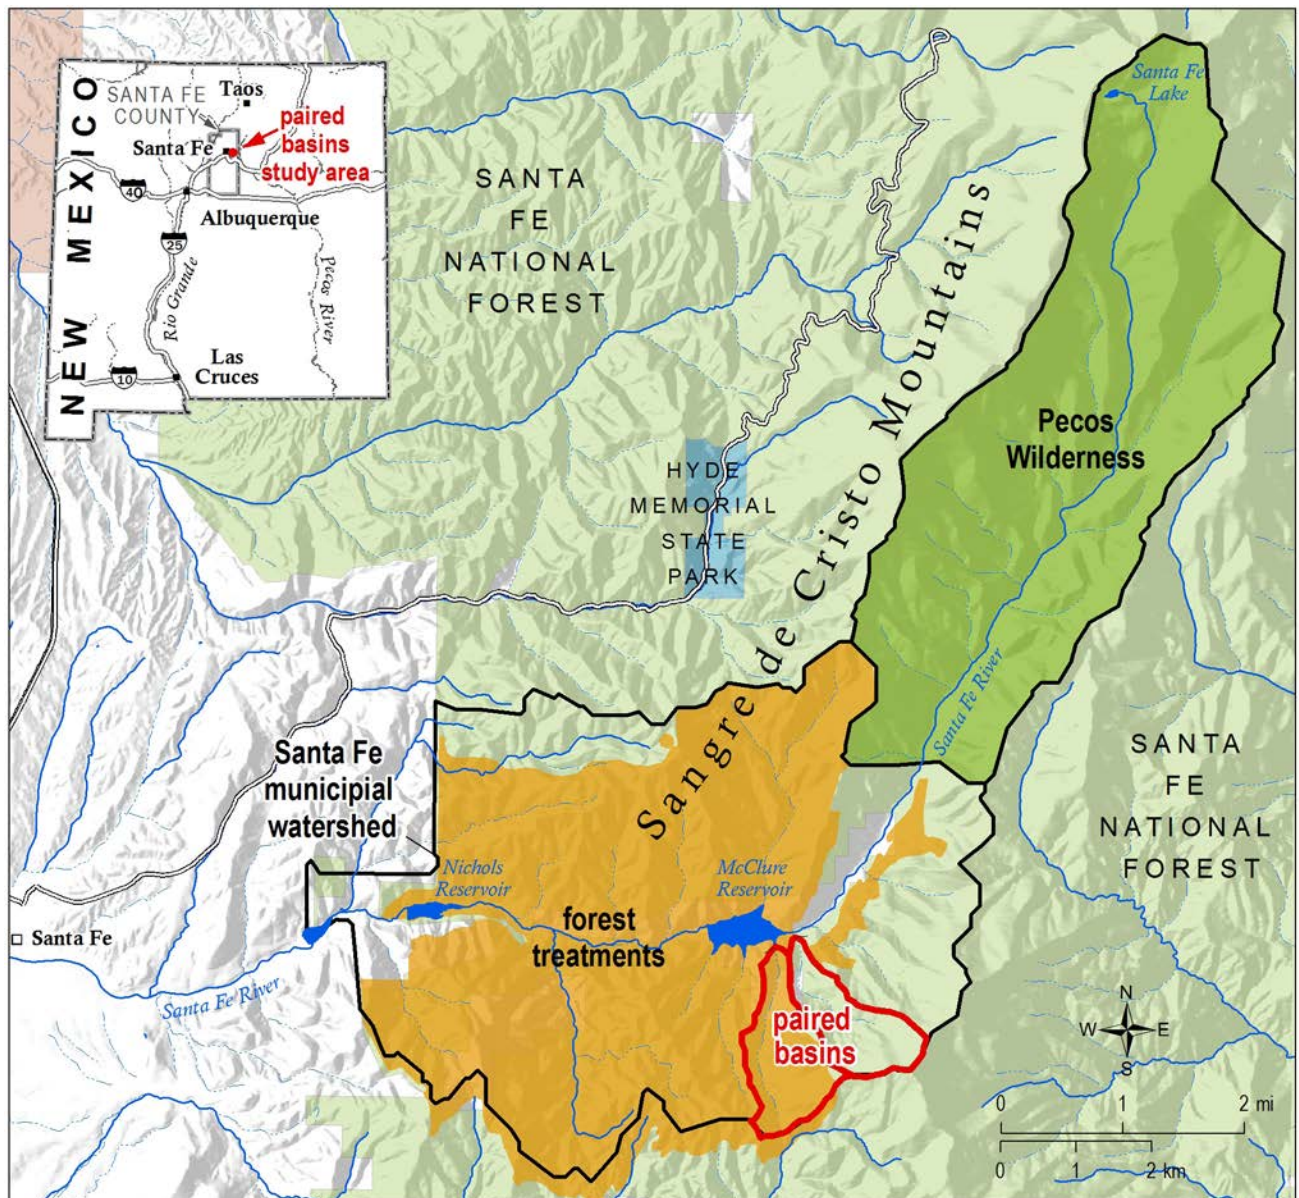 NEW MEXICO
SANTA FE
COUNTY
Taos
Santa Fe
paired
basins
study area
40
Albuquerque
25
Rio Grande
Pecos River
Las
Cruces
10
SANTA
FE
NATIONAL
FOREST
Santa Fe
Lake
Sangre de Cristo Mountains
Pecos
Wilderness
HYDE
MEMORIAL
STATE
PARK
Santa Fe River
Santa Fe
municipial
watershed
SANTA
FE
NATIONAL
FOREST
Nichols
Reservoir
McClure
Reservoir
forest
treatments
Santa Fe
Santa Fe River
paired
basins
N
W E
S
0 1 2 mi
0 1 2 km